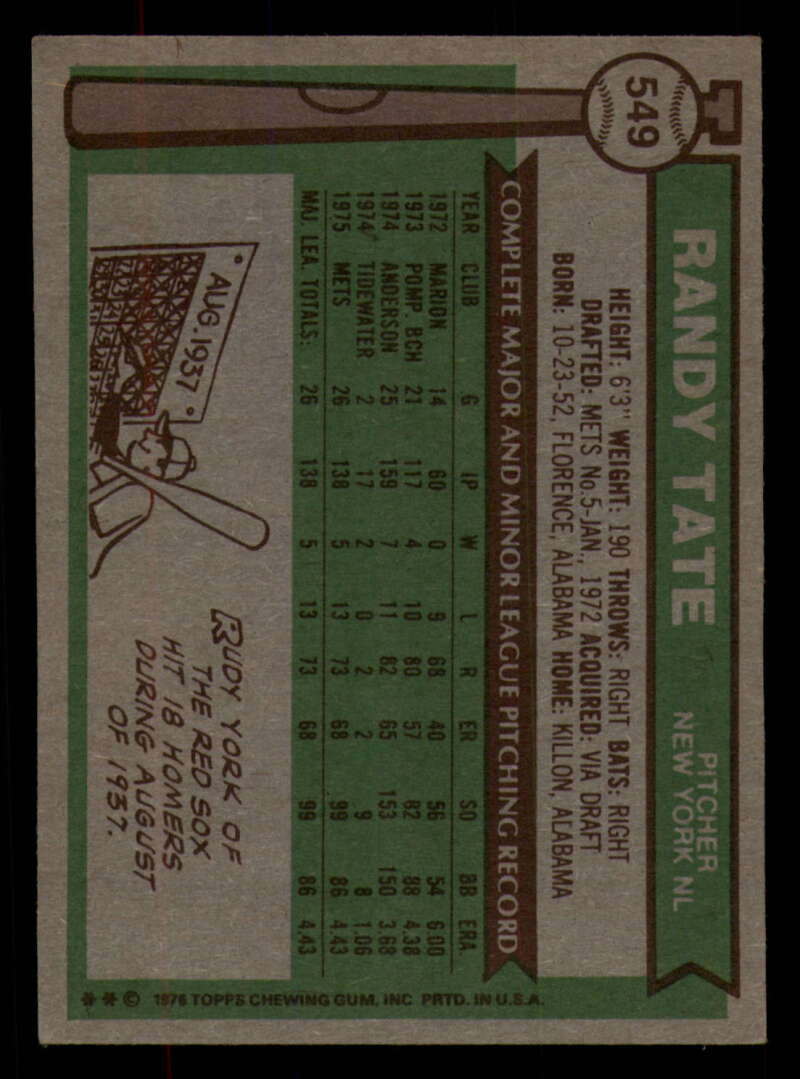 549
RANDY TATE
PITCHER
NEW YORK NL
HEIGHT: 6'3" WEIGHT: 190 THROWS: RIGHT BATS: RIGHT
DRAFTED: METS No.5-JAN., 1972 ACQUIRED: VIA DRAFT
BORN: 10-23-52, FLORENCE, ALABAMA HOME: KILLON, ALABAMA
COMPLETE MAJOR AND MINOR LEAGUE PITCHING RECORD
YEAR CLUB G IP W L R ER SO BB ERA
1972 MARION 14 60 0 9 68 40 56 54 6.00
1973 POMP. BCH 21 117 4 10 80 57 82 98 4.38
1974 ANDERSON 25 159 7 11 82 65 153 150 3.68
1974 TIDEWATER 2 17 2 0 2 2 9 8 1.06
1975 METS 26 138 5 13 73 68 99 86 4.43
MAJ. LEA. TOTALS: 26 138 5 13 73 68 99 86 4.43
AUG. 1937
RUDY YORK OF
THE RED SOX
HIT 18 HOMERS
DURING AUGUST
OF 1937.
** © 1976 TOPPS CHEWING GUM, INC PRTD. IN U.S.A.